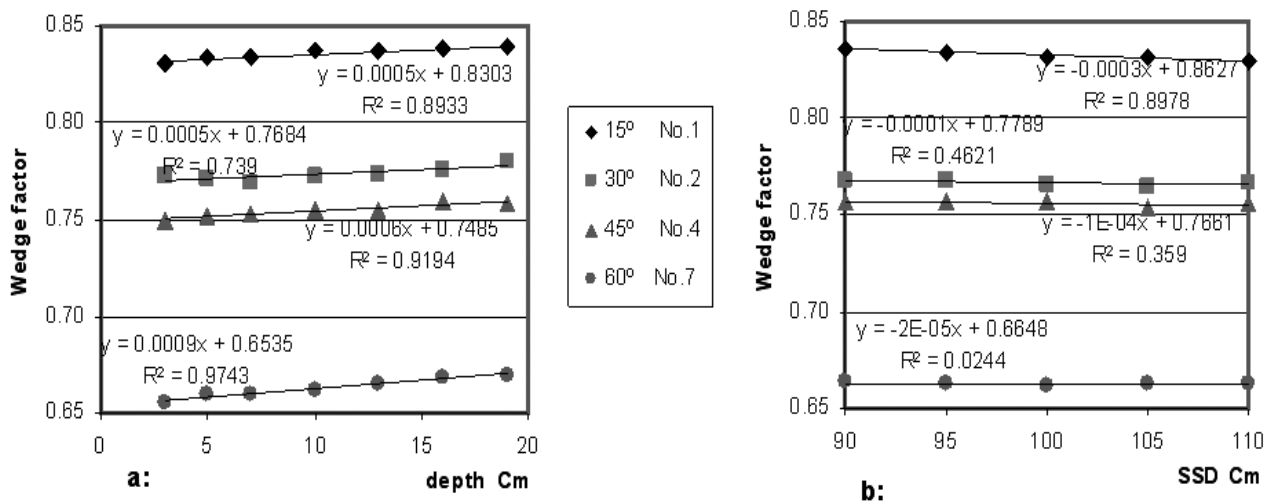 0.85
0.80
0.75
0.70
0.65
Wedge factor
y = 0.0005x + 0.8303
R² = 0.8933
y = 0.0005x + 0.7684
R² = 0.739
y = 0.0006x + 0.7485
R² = 0.9194
y = 0.0009x + 0.6535
R² = 0.9743
0 5 10 15 20
a: depth Cm
15º No.1
30º No.2
45º No.4
60º No.7
0.85
0.80
0.75
0.70
0.65
Wedge factor
y = -0.0003x + 0.8627
R² = 0.8978
y = -0.0001x + 0.7789
R² = 0.4621
y = -1E-04x + 0.7661
R² = 0.359
y = -2E-05x + 0.6648
R² = 0.0244
90 95 100 105 110
b: SSD Cm